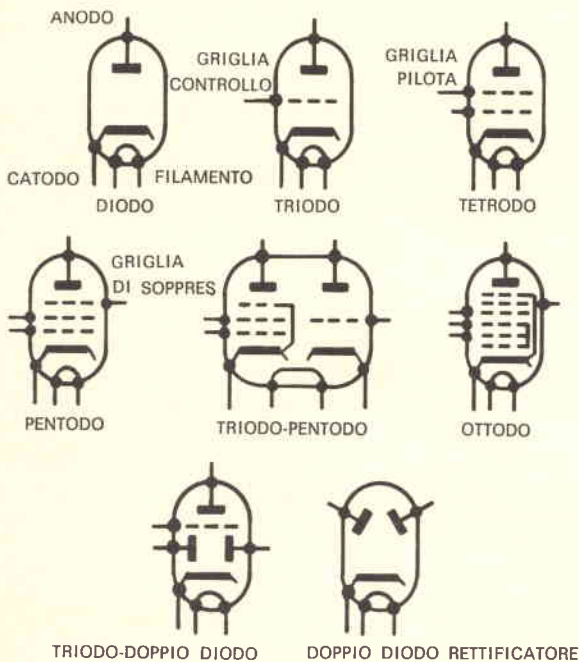 ANODO
GRIGLIA
CONTROLLO
GRIGLIA
PILOTA
CATODO
FILAMENTO
DIODO
TRIODO
TETRODO
GRIGLIA
DI SOPPRES
PENTODO
TRIODO-PENTODO
OTTODO
TRIODO-DOPPIO DIODO
DOPPIO DIODO RETTIFICATORE